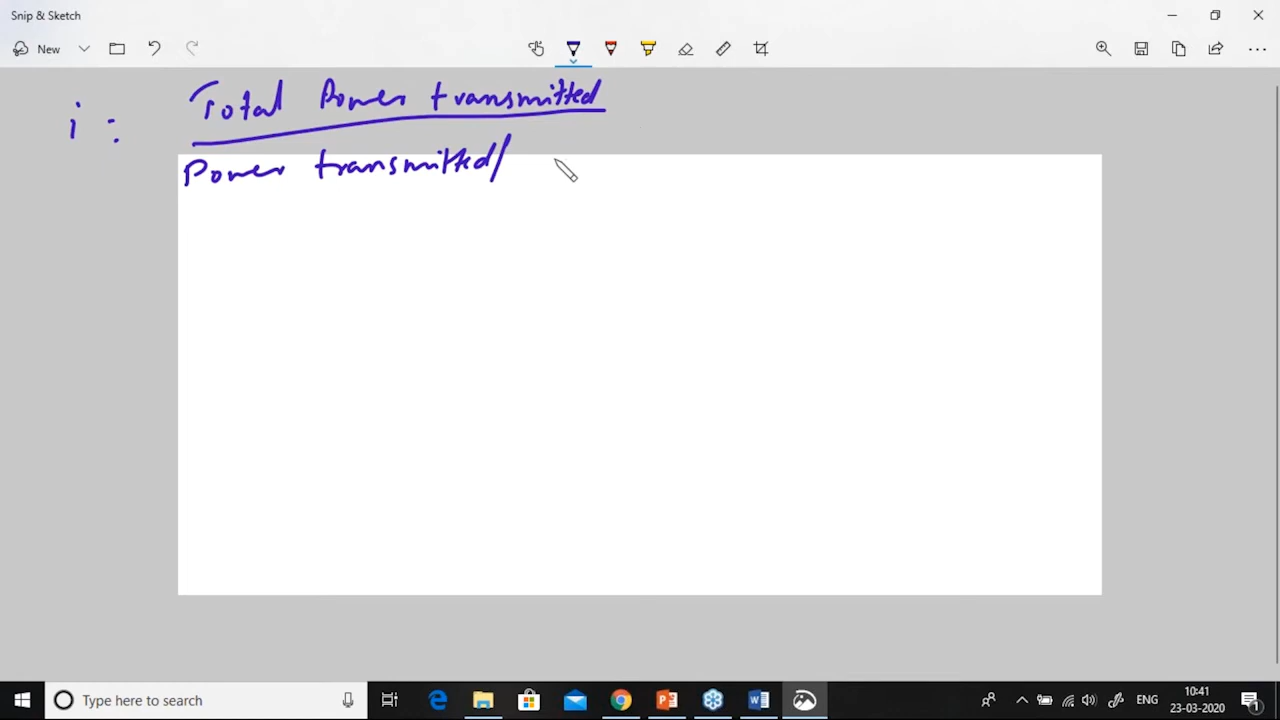 Snip & Sketch
New
Total Power transmitted
i :
Power transmitted/
Type here to search
ENG
10:41
23-03-2020